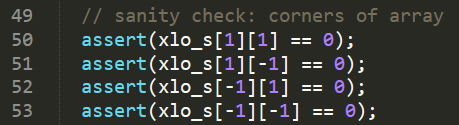 49 // sanity check: corners of array
50 assert(xlo_s[1][1] == 0);
51 assert(xlo_s[1][-1] == 0);
52 assert(xlo_s[-1][1] == 0);
53 assert(xlo_s[-1][-1] == 0);